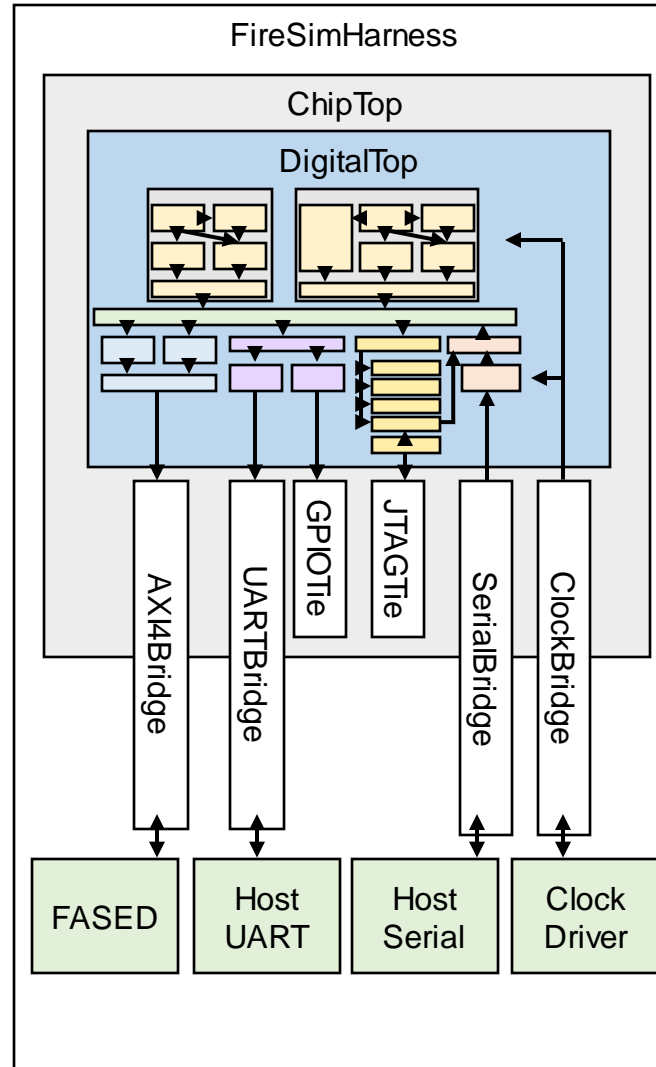 FireSimHarness
ChipTop
DigitalTop
AXI4Bridge
UARTBridge
GPIOTie
JTAGTie
SerialBridge
ClockBridge
FASED
Host
UART
Host
Serial
Clock
Driver